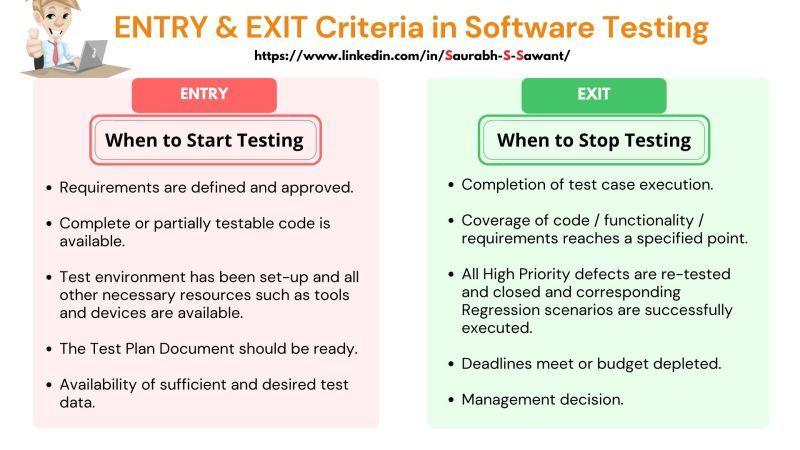 ENTRY & EXIT Criteria in Software Testing
https://www.linkedin.com/in/Saurabh-S-Sawant/
ENTRY
When to Start Testing
• Requirements are defined and approved.
• Complete or partially testable code is
available.
• Test environment has been set-up and all
other necessary resources such as tools
and devices are available.
• The Test Plan Document should be ready.
• Availability of sufficient and desired test
data.
EXIT
When to Stop Testing
• Completion of test case execution.
• Coverage of code / functionality /
requirements reaches a specified point.
• All High Priority defects are re-tested
and closed and corresponding
Regression scenarios are successfully
executed.
• Deadlines meet or budget depleted.
• Management decision.